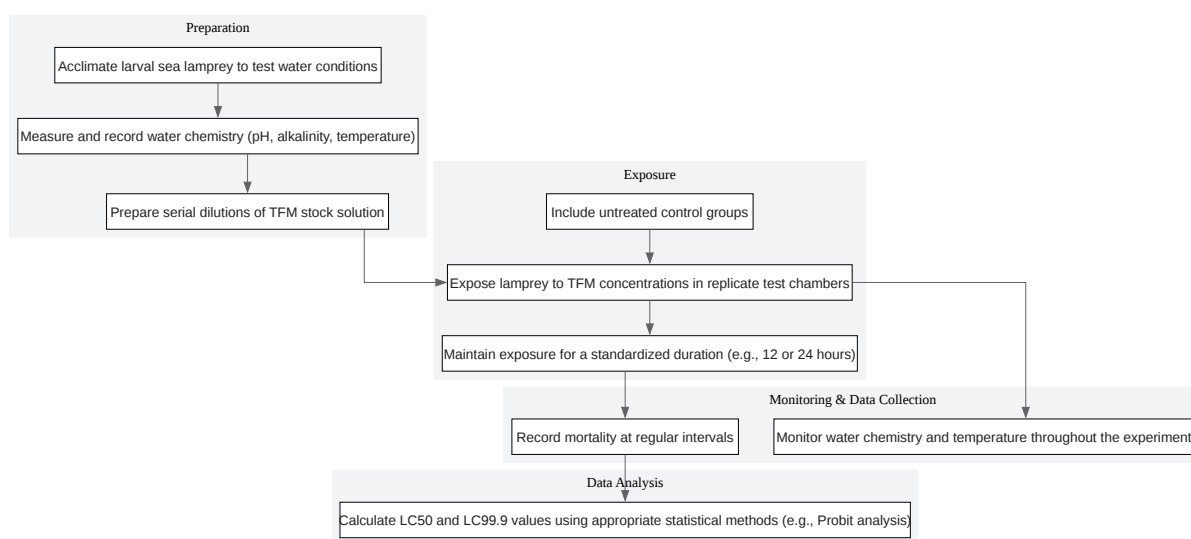 Preparation
Acclimate larval sea lamprey to test water conditions
Measure and record water chemistry (pH, alkalinity, temperature)
Prepare serial dilutions of TFM stock solution
Exposure
Include untreated control groups
Expose lamprey to TFM concentrations in replicate test chambers
Maintain exposure for a standardized duration (e.g., 12 or 24 hours)
Monitoring & Data Collection
Record mortality at regular intervals
Monitor water chemistry and temperature throughout the experiment
Data Analysis
Calculate LC50 and LC99.9 values using appropriate statistical methods (e.g., Probit analysis)